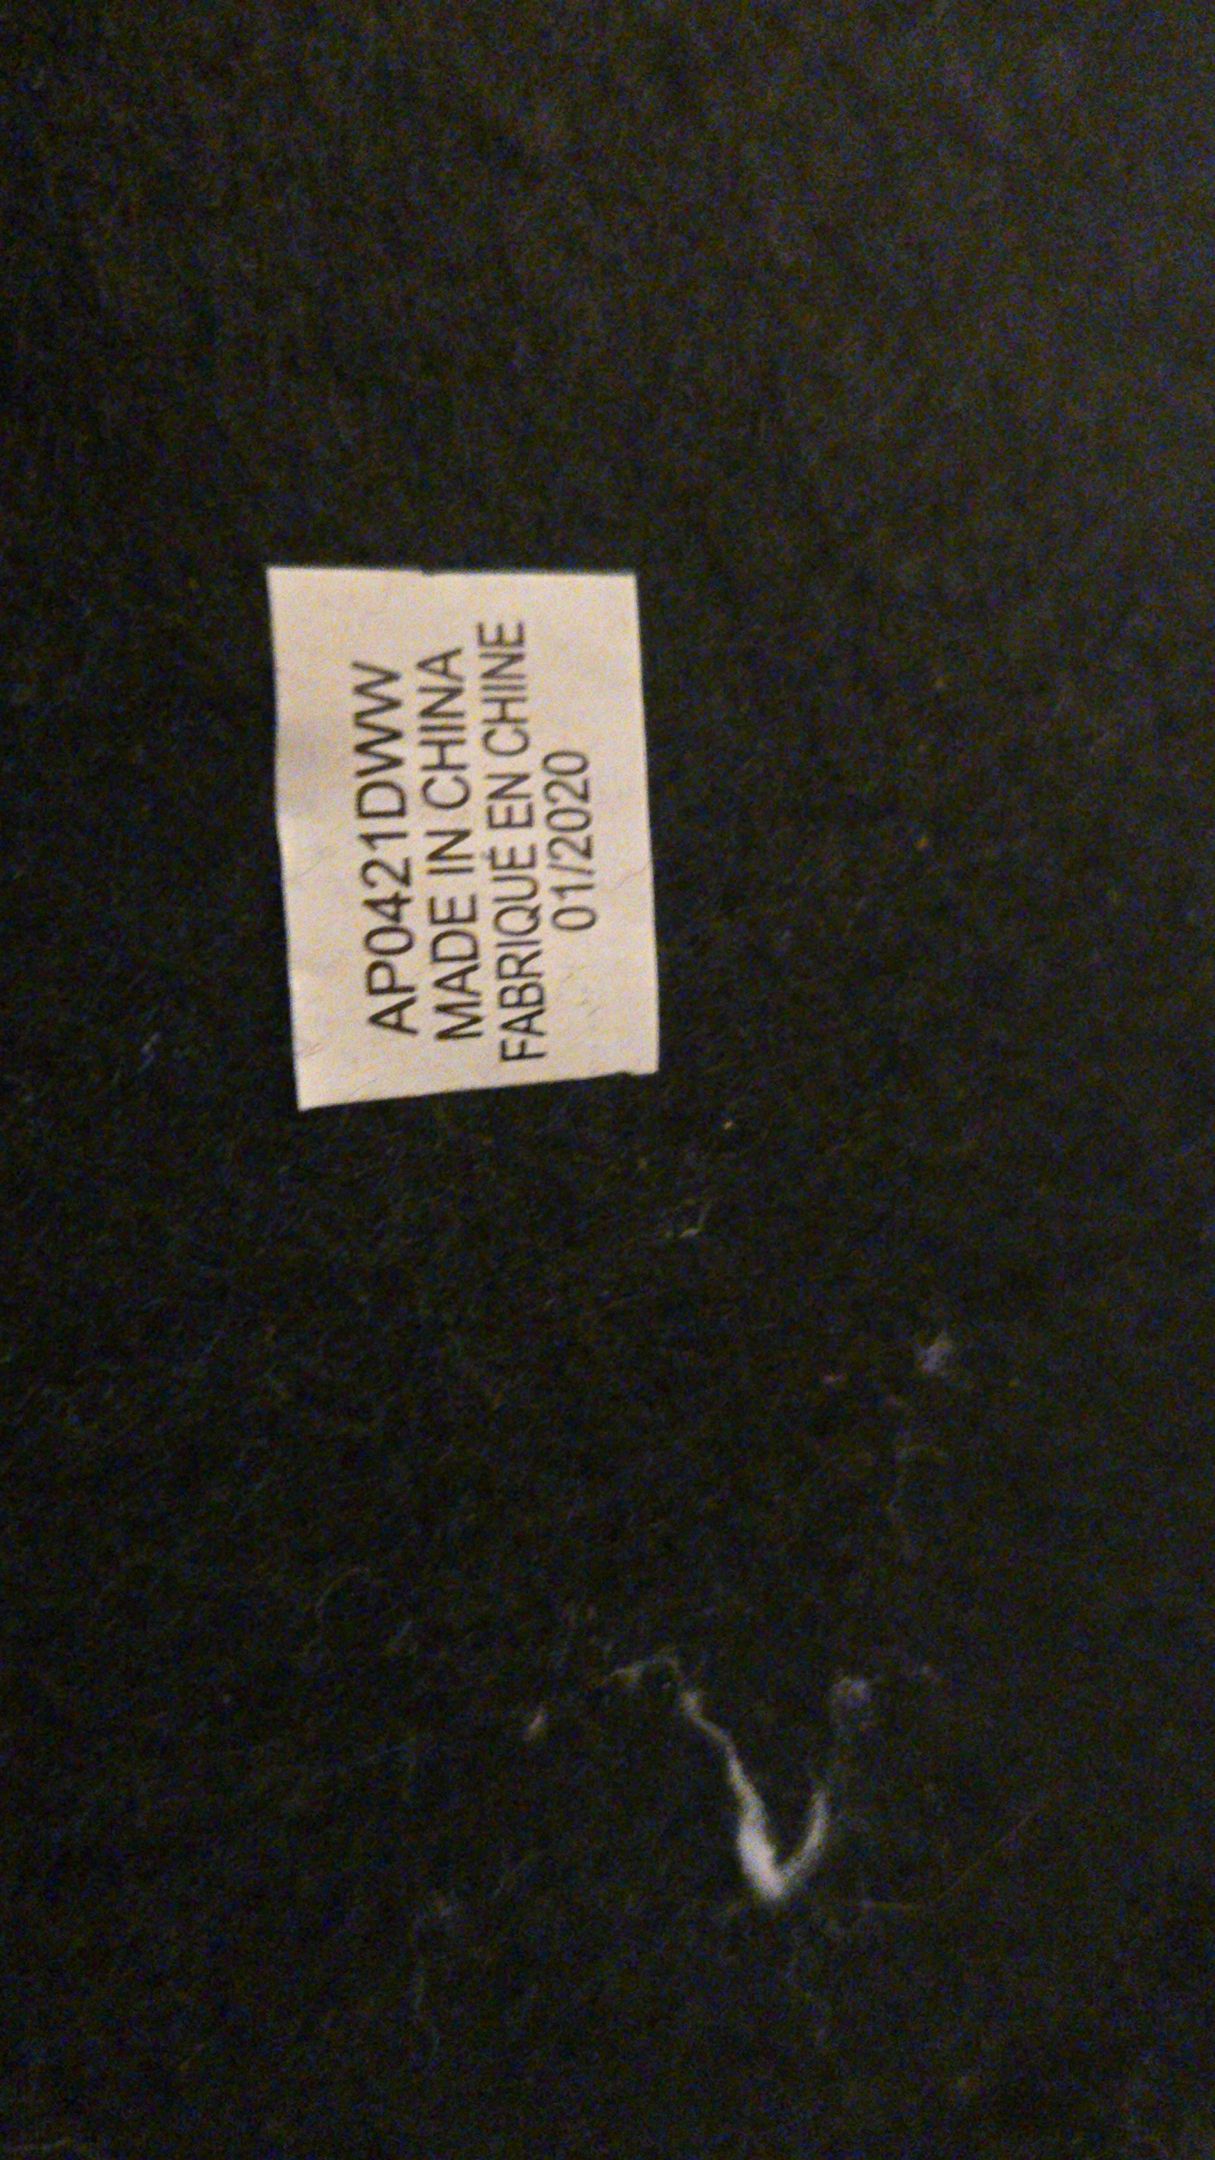 AP0421DWW
MADE IN CHINA
FABRIQUÉ EN CHINE
01/2020